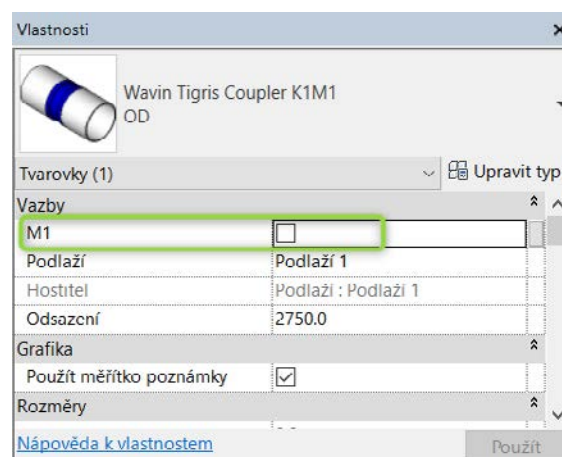 Vlastnosti
Wavin Tigris Coupler K1M1
OD
Tvarovky (1)
Upravit typ
Vazby
M1
Podlaží Podlaží 1
Hostitel Podlaží : Podlaží 1
Odsazení 2750.0
Grafika
Použít měřítko poznámky
Rozměry
Nápověda k vlastnostem
Použít